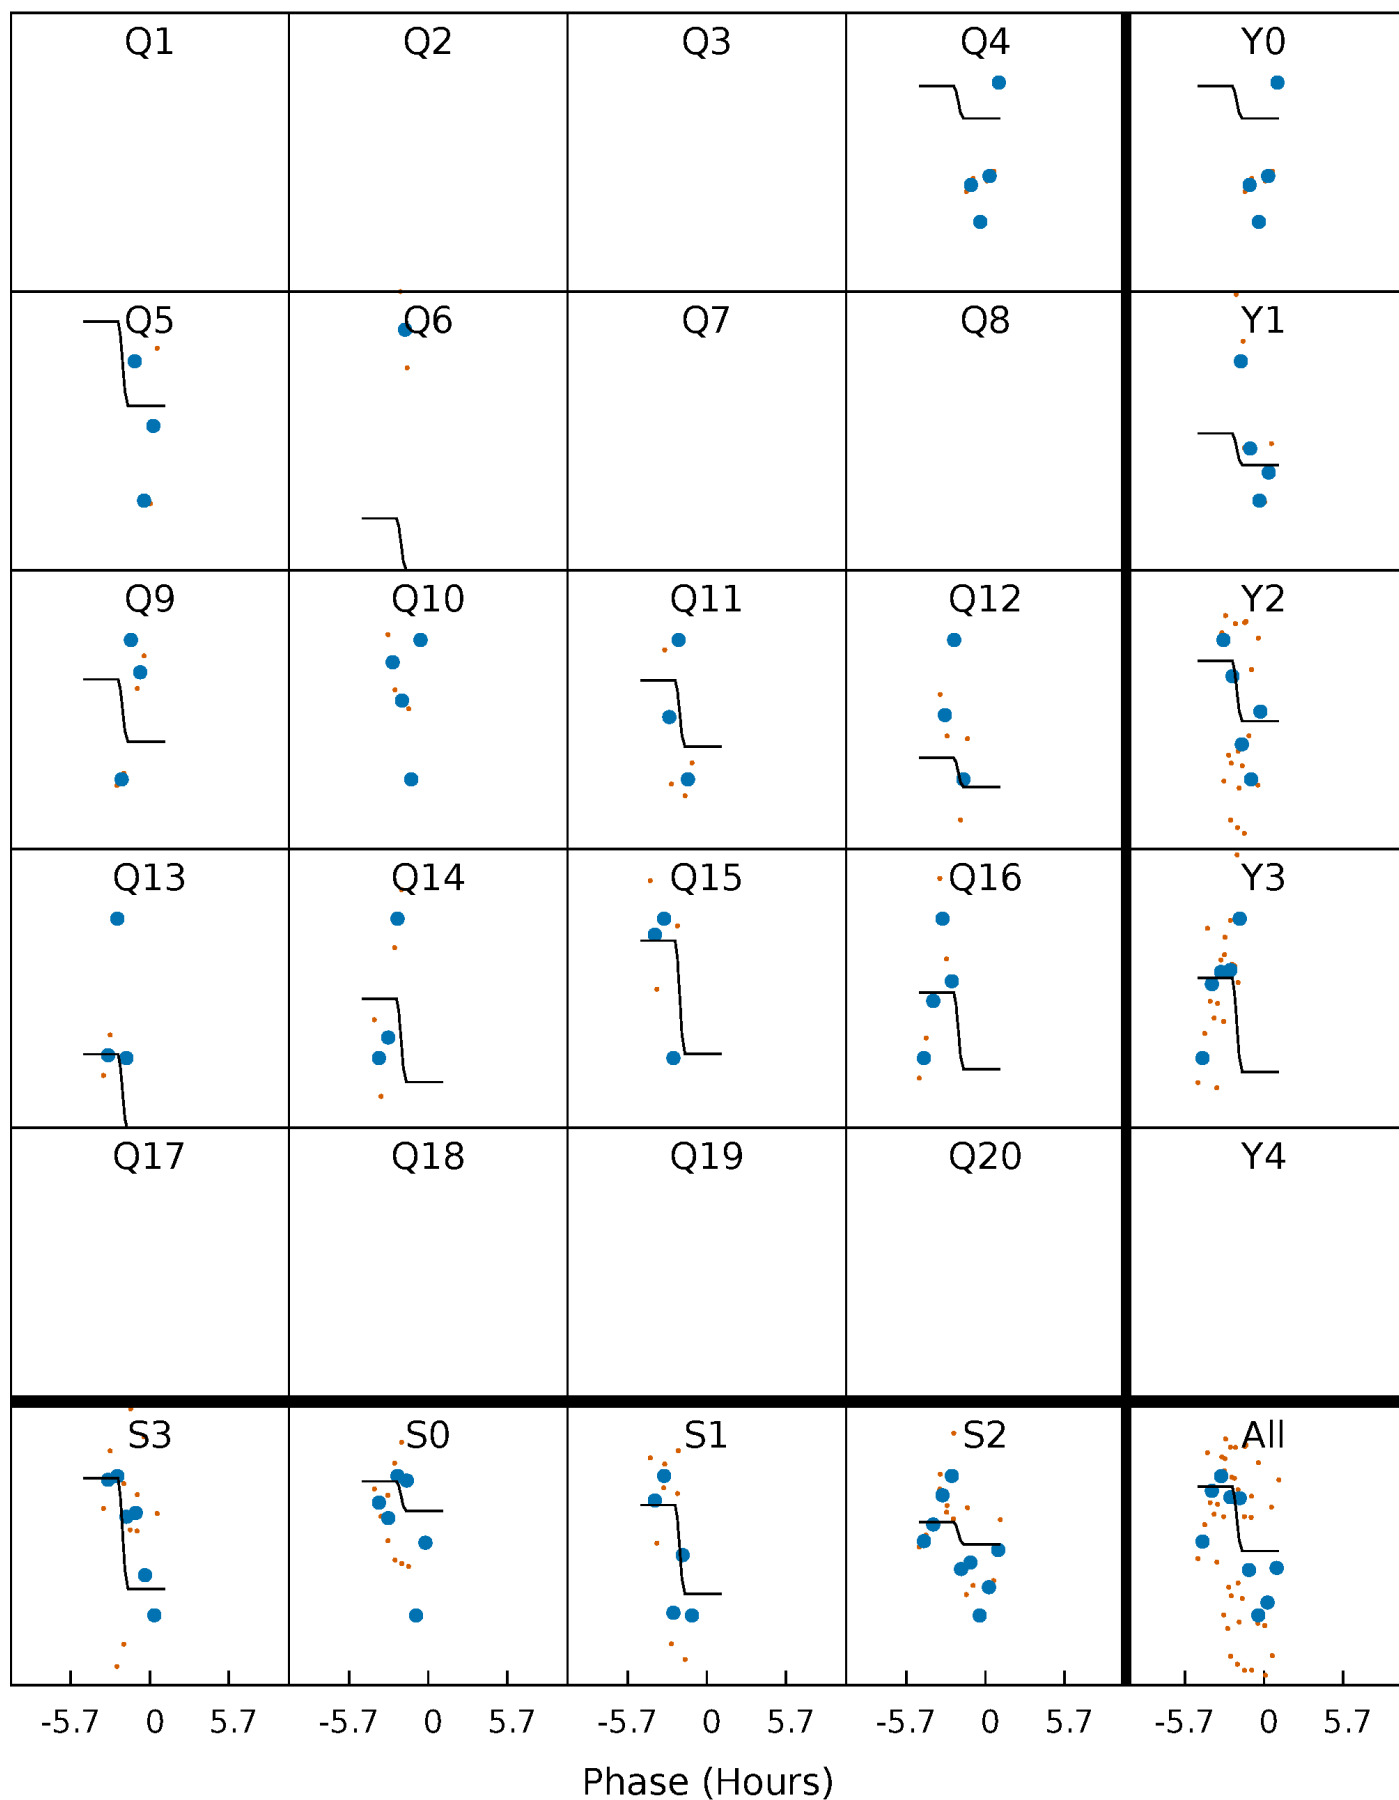 Q1 Q2 Q3 Q4 Y0
Q5 Q6 Q7 Q8 Y1
Q9 Q10 Q11 Q12 Y2
Q13 Q14 Q15 Q16 Y3
Q17 Q18 Q19 Q20 Y4
S3 S0 S1 S2 All
-5.7 0 5.7 -5.7 0 5.7 -5.7 0 5.7 -5.7 0 5.7 -5.7 0 5.7
Phase (Hours)